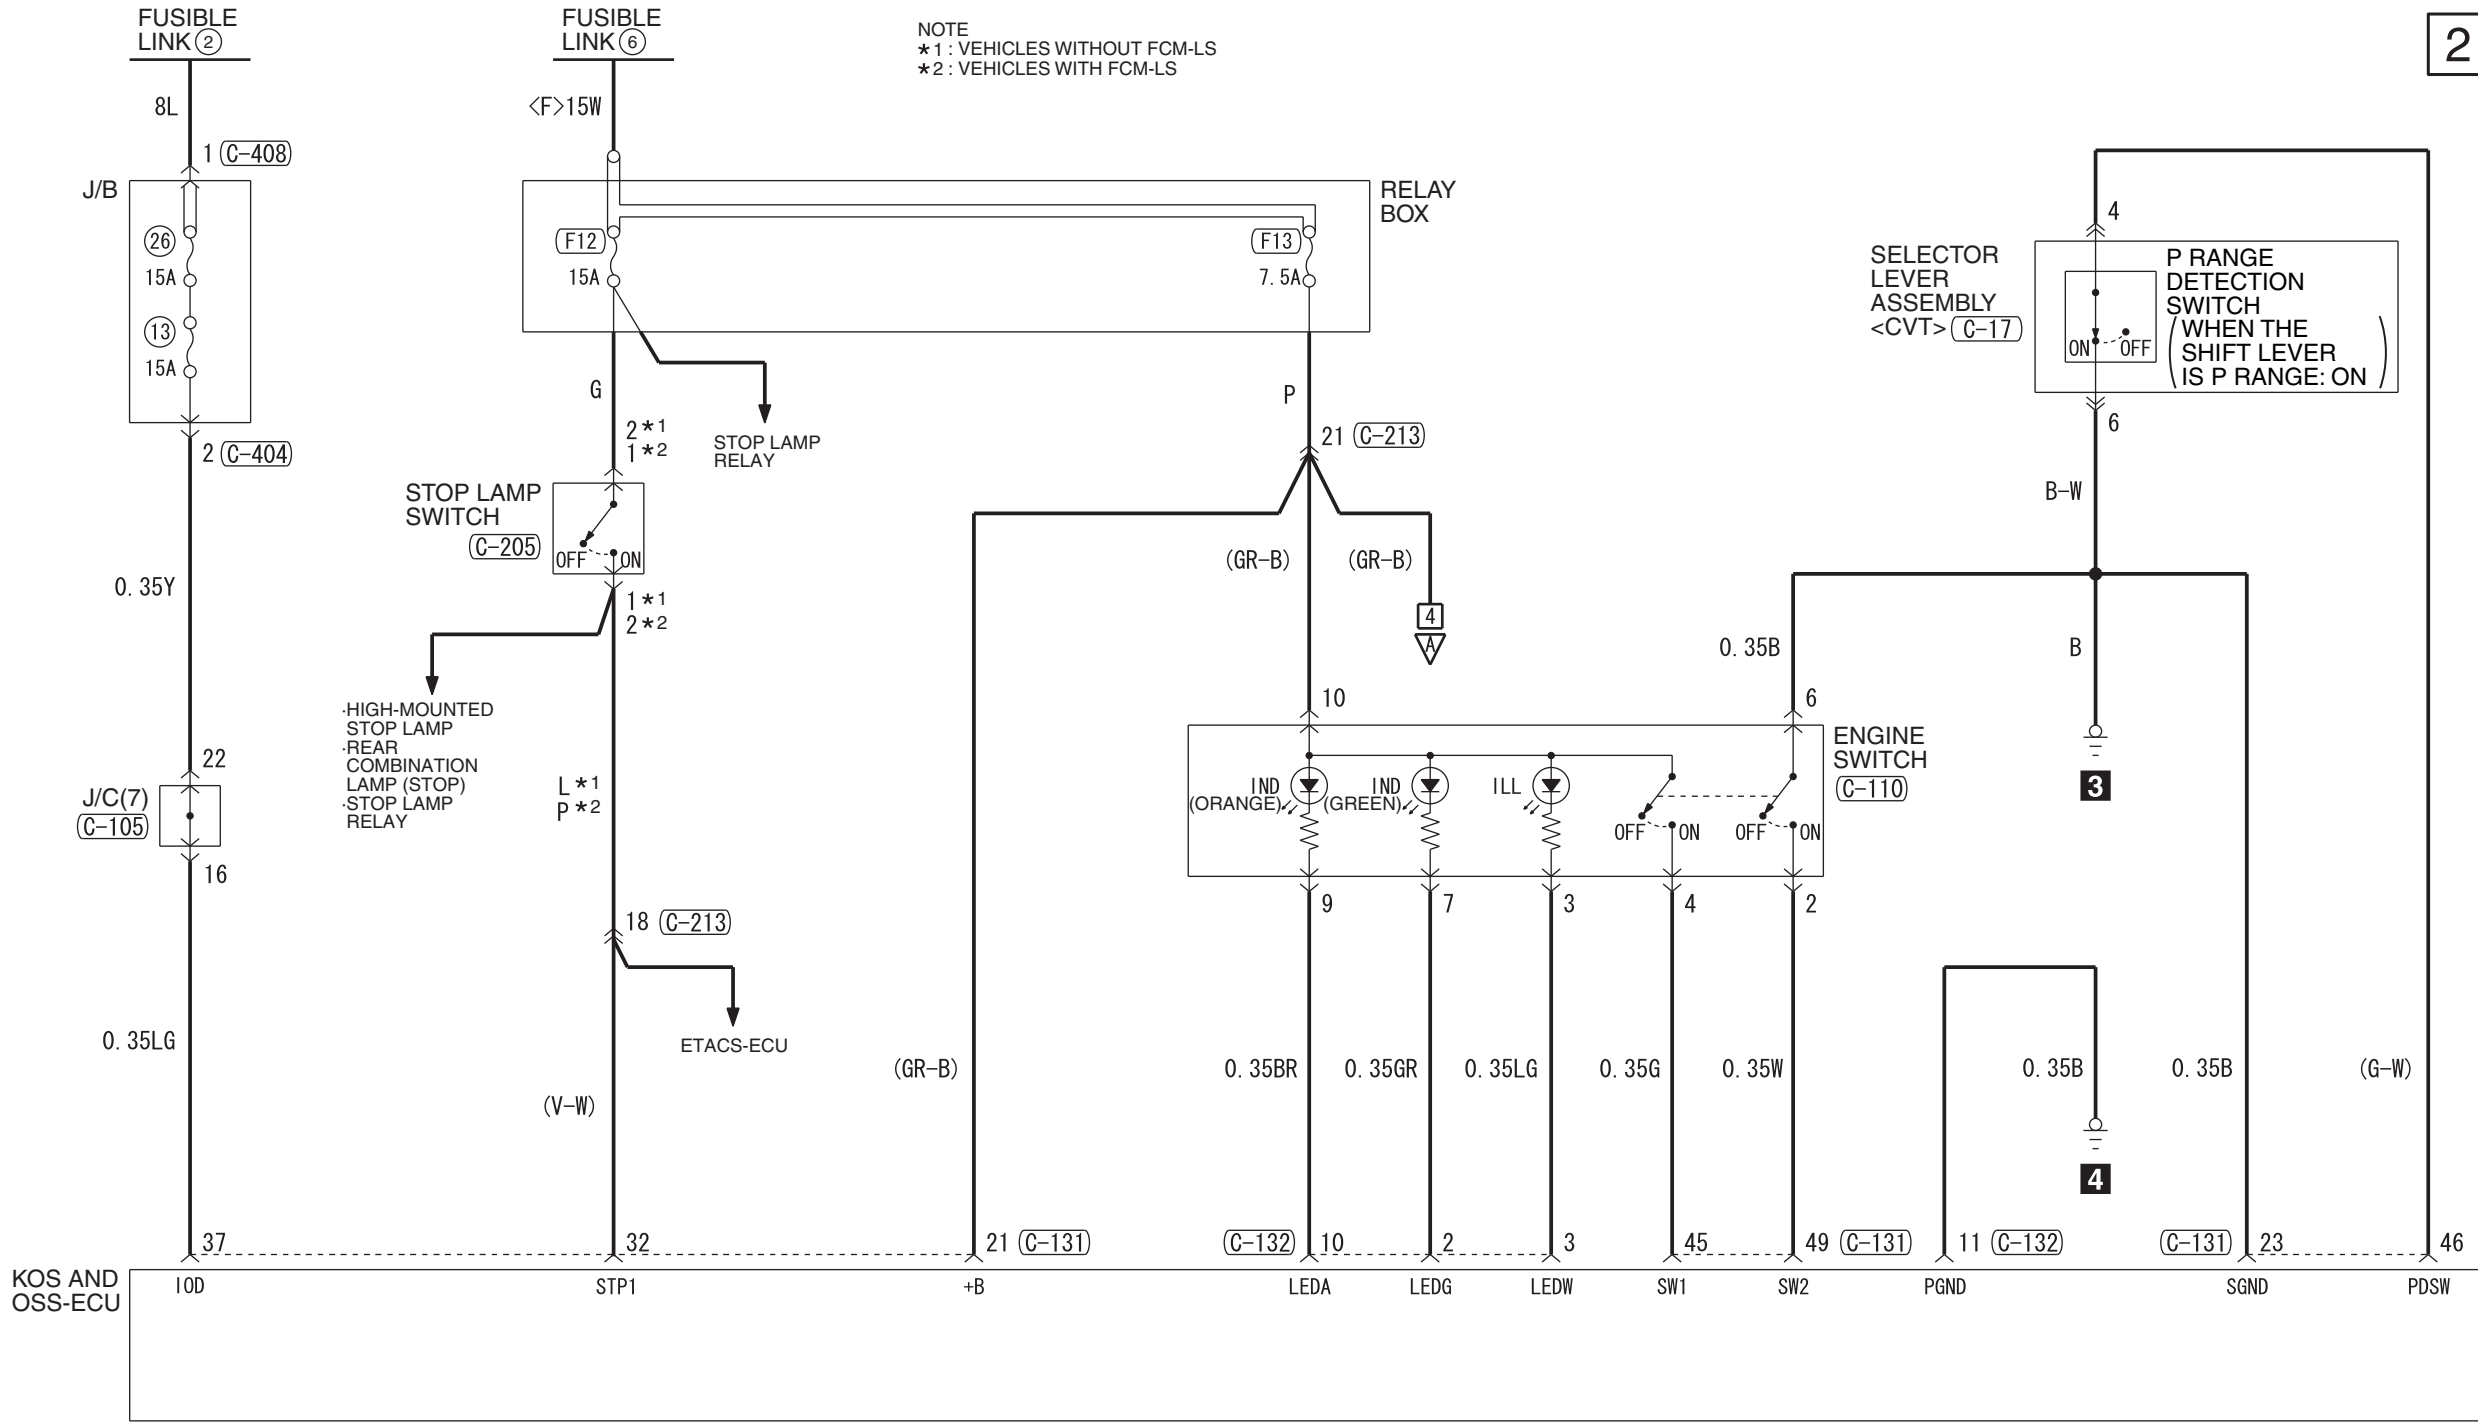 FUSIBLE
LINK 2
FUSIBLE
LINK 6
NOTE
*1 : VEHICLES WITHOUT FCM-LS
*2 : VEHICLES WITH FCM-LS
2
8L
<F>15W
1 C-408
J/B
RELAY
BOX
26
15A
13
15A
F12
15A
F13
7.5A
4
SELECTOR
LEVER
ASSEMBLY
<CVT> C-17
P RANGE
DETECTION
SWITCH
(WHEN THE
SHIFT LEVER
IS P RANGE: ON)
ON OFF
2 C-404
G
2*1
1*2
STOP LAMP
RELAY
P
21 C-213
6
B-W
STOP LAMP
SWITCH
C-205
OFF ON
1*1
2*2
(GR-B)
(GR-B)
4
A
0.35Y
0.35B
B
·HIGH-MOUNTED
STOP LAMP
·REAR
COMBINATION
LAMP (STOP)
·STOP LAMP
RELAY
10
6
22
J/C(7)
C-105
16
L*1
P*2
IND
(ORANGE)
IND
(GREEN)
ILL
OFF ON
OFF ON
ENGINE
SWITCH
C-110
3
9
7
3
4
2
18 C-213
ETACS-ECU
0.35LG
(V-W)
(GR-B)
0.35BR
0.35GR
0.35LG
0.35G
0.35W
0.35B
0.35B
(G-W)
4
37
32
21 C-131
C-132 10
2
3
45
49 C-131
11 C-132
C-131 23
46
KOS AND
OSS-ECU
IOD
STP1
+B
LEDA
LEDG
LEDW
SW1
SW2
PGND
SGND
PDSW